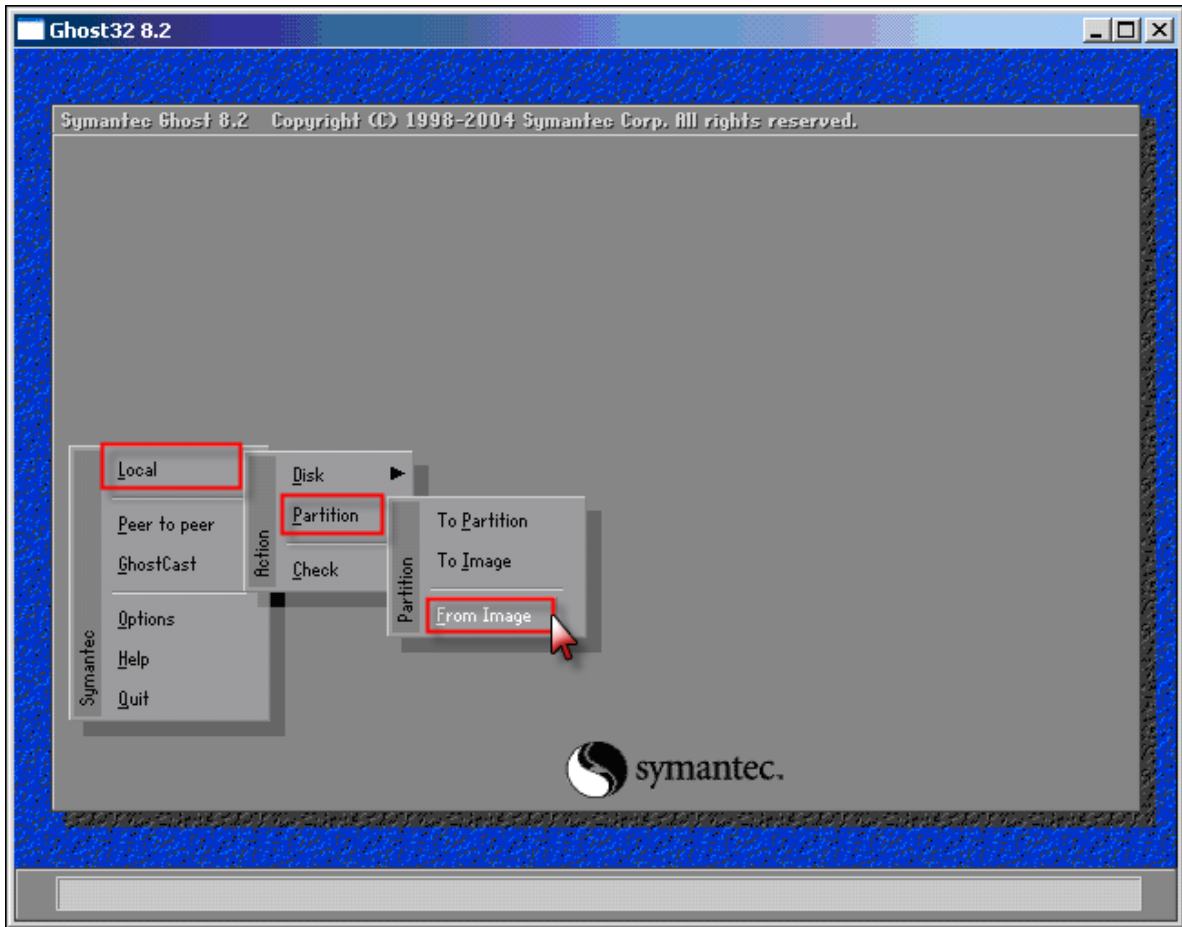 Ghost32 8.2
Symantec Ghost 8.2 Copyright (C) 1998-2004 Symantec Corp. All rights reserved.
Symantec
Local
Peer to peer
GhostCast
Options
Help
Quit
Action
Disk
Partition
Check
Partition
To Partition
To Image
From Image
symantec.